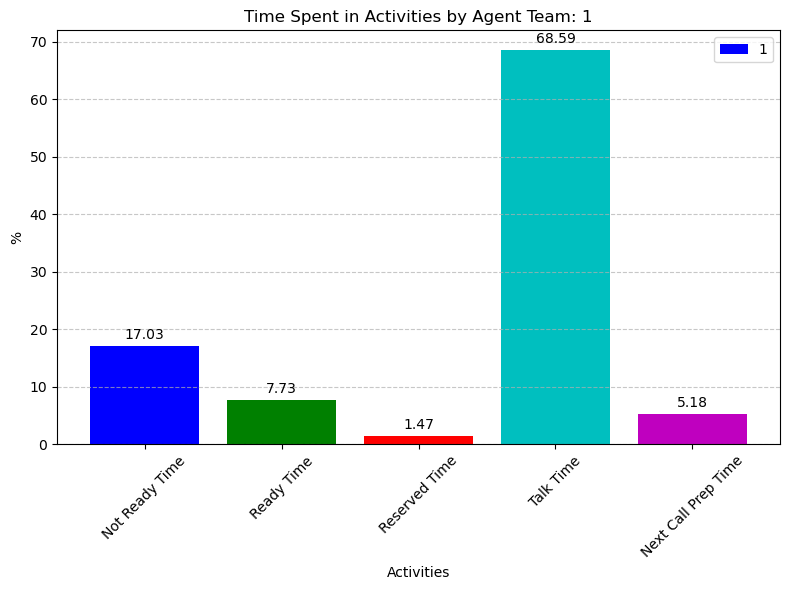 Time Spent in Activities by Agent Team: 1
1
%
70
60
50
40
30
20
10
0
17.03
7.73
1.47
68.59
5.18
Not Ready Time
Ready Time
Reserved Time
Talk Time
Next Call Prep Time
Activities